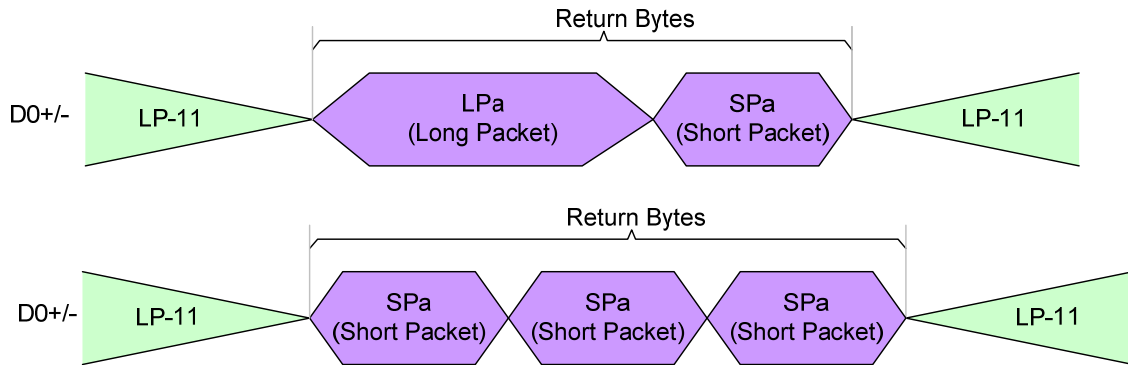 Return Bytes
D0+/-
LP-11
LPa
(Long Packet)
SPa
(Short Packet)
LP-11
Return Bytes
D0+/-
LP-11
SPa
(Short Packet)
SPa
(Short Packet)
SPa
(Short Packet)
LP-11